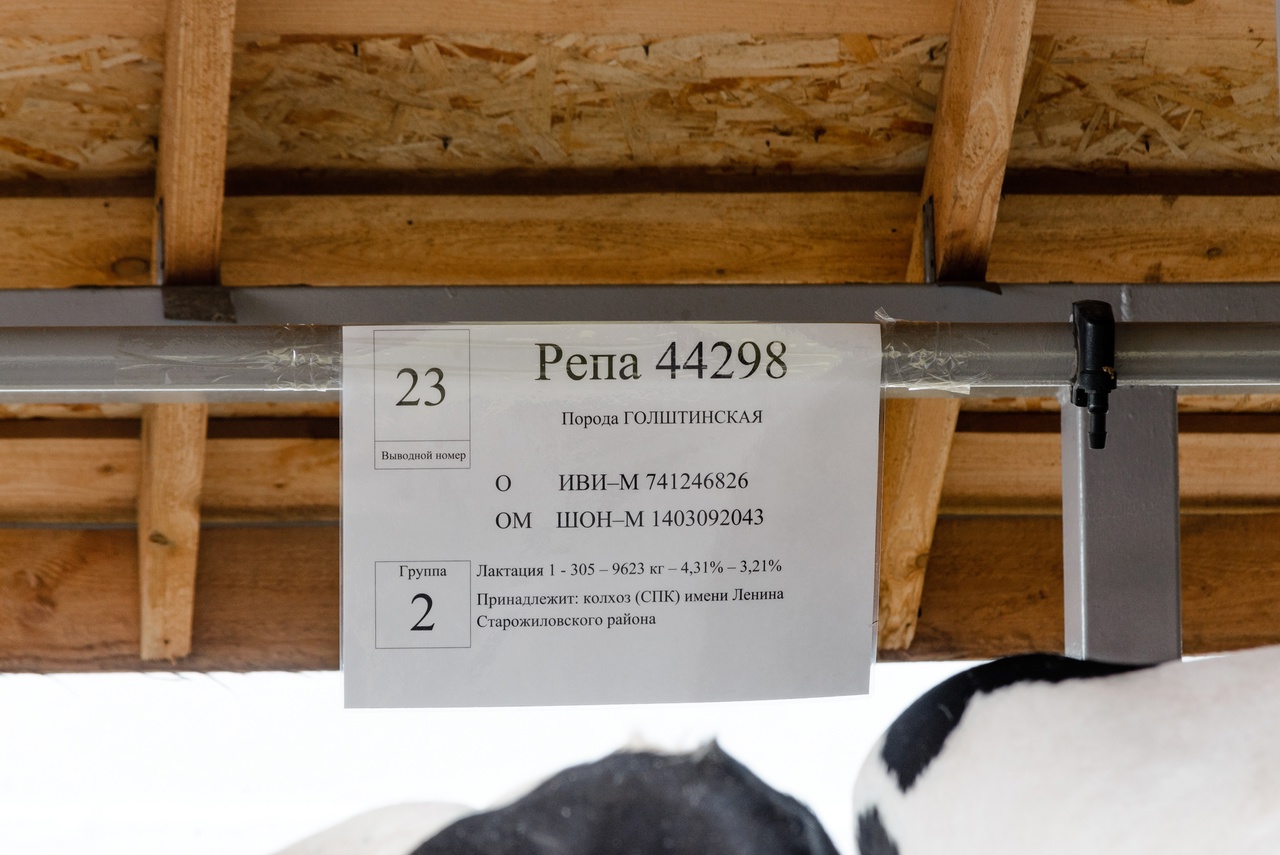 23
Выводной номер
Репа 44298
Порода ГОЛШТИНСКАЯ
О ИВИ–М 741246826
ОМ ШОН–М 1403092043
Группа
2
Лактация 1 - 305 – 9623 кг – 4,31% – 3,21%
Принадлежит: колхоз (СПК) имени Ленина
Старожиловского района